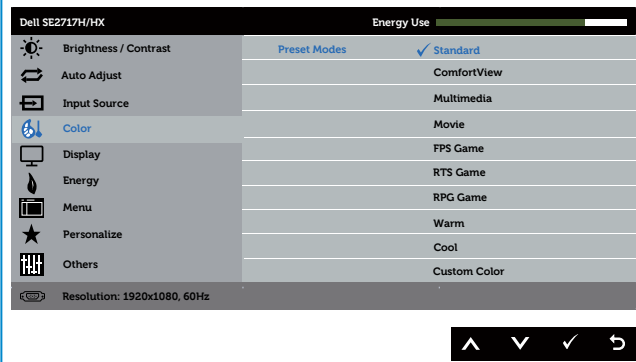 Dell SE2717H/HX Energy Use
Brightness / Contrast Preset Modes Standard
Auto Adjust ComfortView
Input Source Multimedia
Color Movie
Display FPS Game
Energy RTS Game
Menu RPG Game
Personalize Warm
Cool
Others
Custom Color
Resolution: 1920x1080, 60Hz